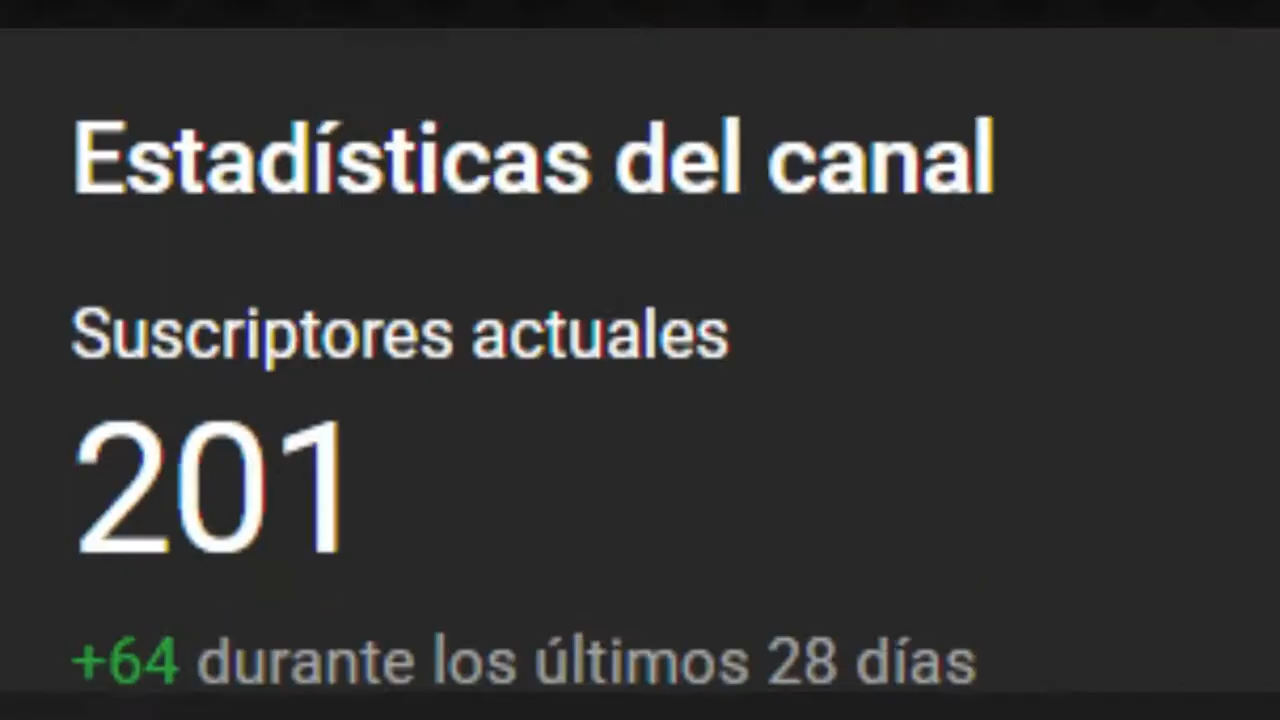 Estadísticas del canal
Suscriptores actuales
201
+64 durante los últimos 28 días